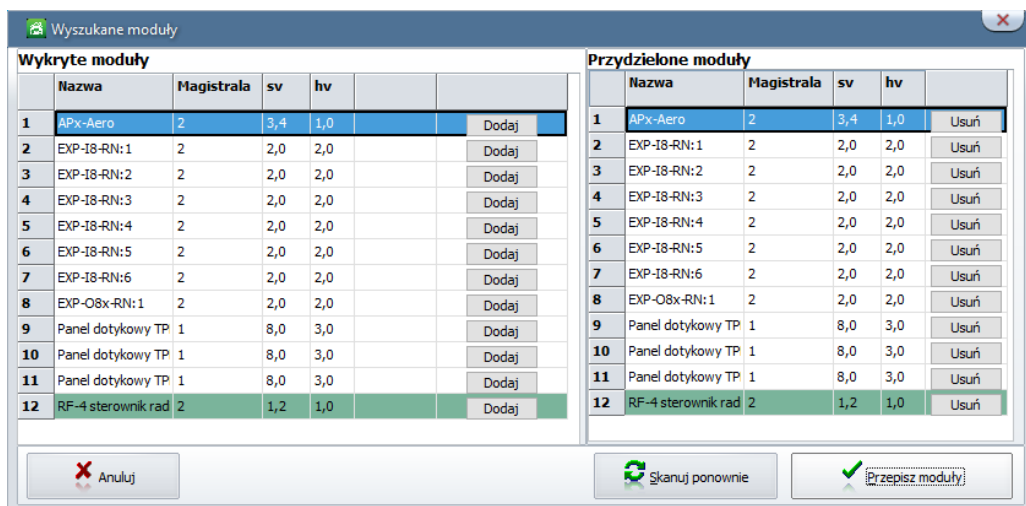 Wyszukane moduły
Wykryte moduły
Nazwa Magistrala sv hv
1 APx-Aero 2 3,4 1,0 Dodaj
2 EXP-I8-RN:1 2 2,0 2,0 Dodaj
3 EXP-I8-RN:2 2 2,0 2,0 Dodaj
4 EXP-I8-RN:3 2 2,0 2,0 Dodaj
5 EXP-I8-RN:4 2 2,0 2,0 Dodaj
6 EXP-I8-RN:5 2 2,0 2,0 Dodaj
7 EXP-I8-RN:6 2 2,0 2,0 Dodaj
8 EXP-O8x-RN:1 2 2,0 2,0 Dodaj
9 Panel dotykowy TP 1 8,0 3,0 Dodaj
10 Panel dotykowy TP 1 8,0 3,0 Dodaj
11 Panel dotykowy TP 1 8,0 3,0 Dodaj
12 RF-4 sterownik rad 2 1,2 1,0 Dodaj
Przydzielone moduły
Nazwa Magistrala sv hv
1 APx-Aero 2 3,4 1,0 Usuń
2 EXP-I8-RN:1 2 2,0 2,0 Usuń
3 EXP-I8-RN:2 2 2,0 2,0 Usuń
4 EXP-I8-RN:3 2 2,0 2,0 Usuń
5 EXP-I8-RN:4 2 2,0 2,0 Usuń
6 EXP-I8-RN:5 2 2,0 2,0 Usuń
7 EXP-I8-RN:6 2 2,0 2,0 Usuń
8 EXP-O8x-RN:1 2 2,0 2,0 Usuń
9 Panel dotykowy TP 1 8,0 3,0 Usuń
10 Panel dotykowy TP 1 8,0 3,0 Usuń
11 Panel dotykowy TP 1 8,0 3,0 Usuń
12 RF-4 sterownik rad 2 1,2 1,0 Usuń
Anuluj
Skanuj ponownie
Przepisz moduły